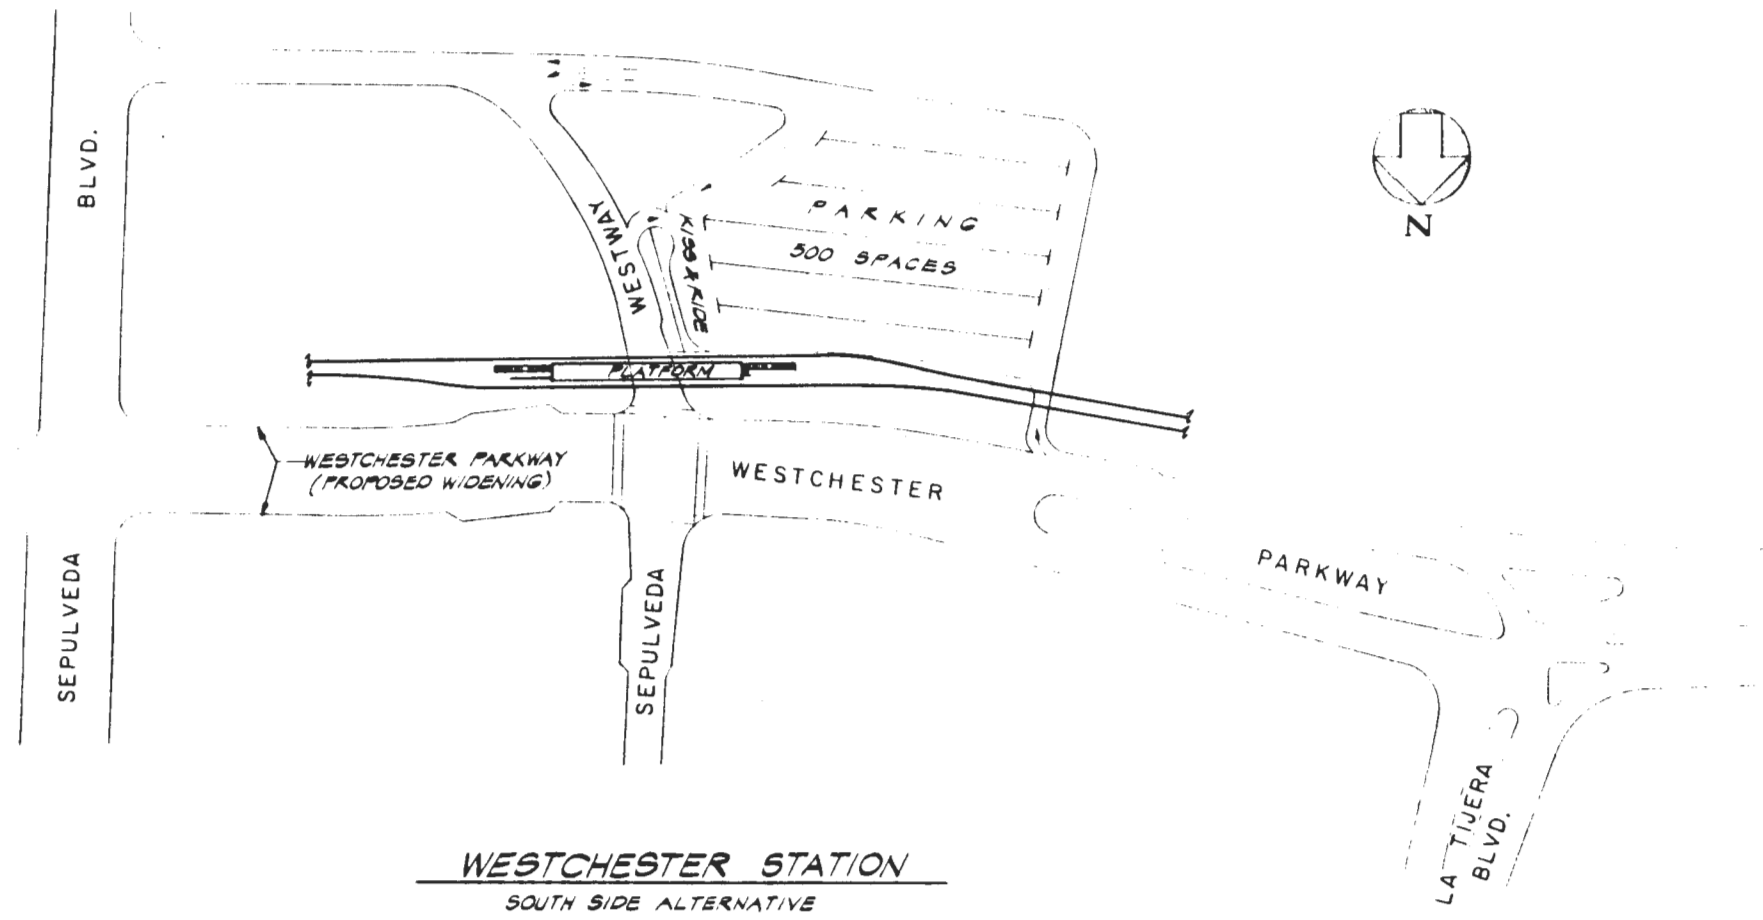 BLVD.
WESTWAY
KISS & RIDE
PARKING
500 SPACES
N
PLATFORM
WESTCHESTER PARKWAY
(PROPOSED WIDENING)
WESTCHESTER
PARKWAY
SEPULVEDA
SEPULVEDA
LA TIJERA
BLVD.
WESTCHESTER STATION
SOUTH SIDE ALTERNATIVE